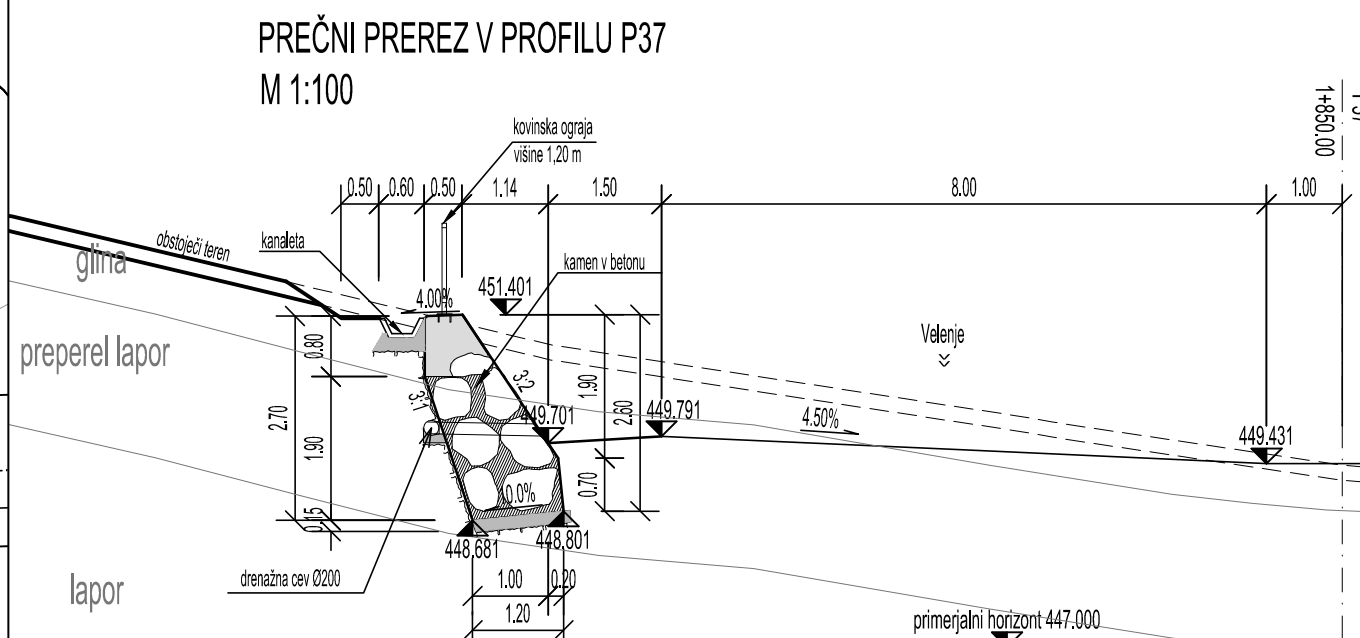 PREČNI PREREZ V PROFILU P37
M 1:100
1+850.00
kovinska ograja
višine 1,20 m
0.50
0.60
0.50
1.14
1.50
8.00
1.00
obstoječi teren
kanaleta
glina
kamen v betonu
4.00%
451.401
Velenje
preperel lapor
0.80
3:2
1.90
2.60
3:1
2.70
449.701
449.791
4.50%
449.431
1.90
0.70
0.0%
0.15
448.681
448.801
drenažna cev Ø200
1.00
0.20
lapor
1.20
primerjalni horizont 447.000